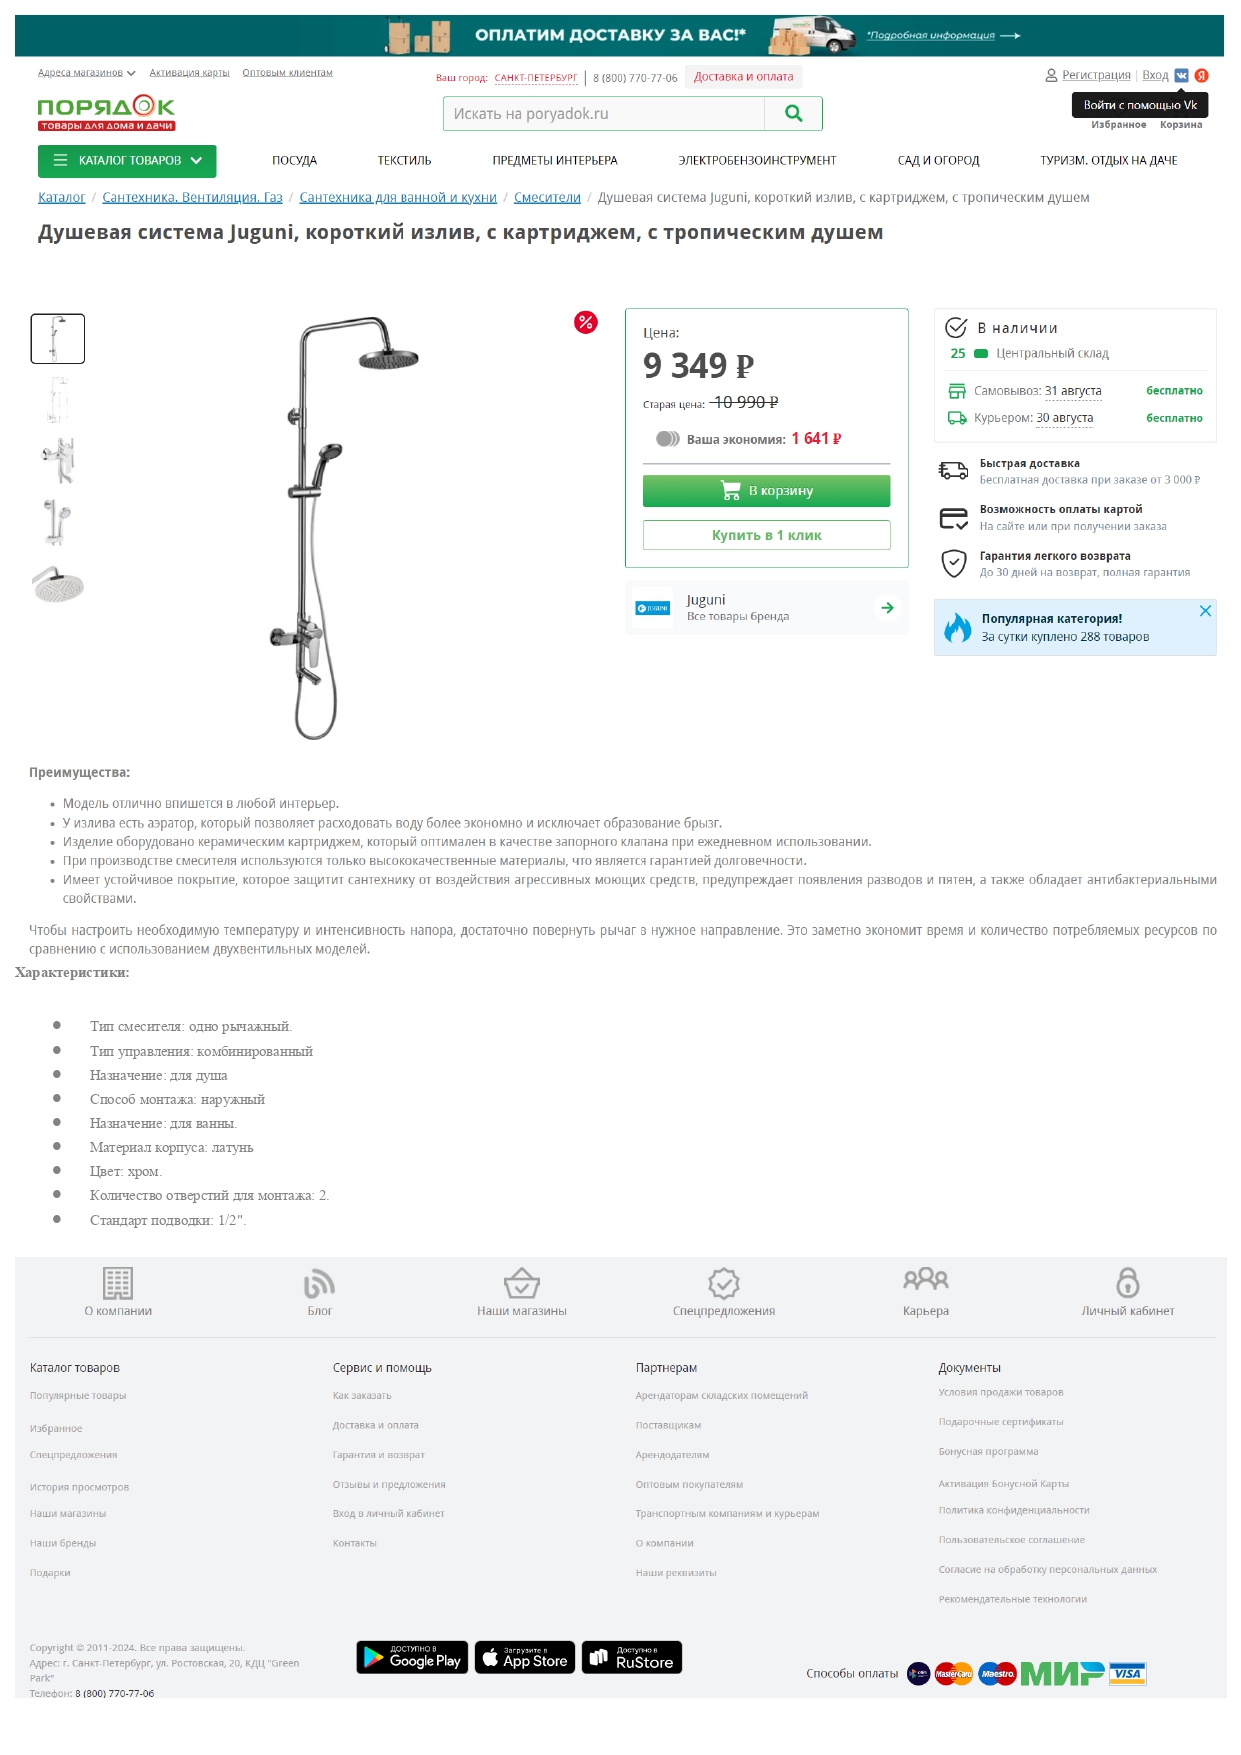 ОПЛАТИМ ДОСТАВКУ ЗА ВАС!* *Подробная информация
Адреса магазинов Активация карты Оптовым клиентам
Ваш город: САНКТ-ПЕТЕРБУРГ 8 (800) 770-77-06 Доставка и оплата
Регистрация Вход
ПОРЯДОК
товары для дома и дачи
Искать на poryadok.ru
Войти с помощью Vk
Избранное Корзина
КАТАЛОГ ТОВАРОВ ПОСУДА ТЕКСТИЛЬ ПРЕДМЕТЫ ИНТЕРЬЕРА ЭЛЕКТРОБЕНЗОИНСТРУМЕНТ САД И ОГОРОД ТУРИЗМ. ОТДЫХ НА ДАЧЕ
Каталог / Сантехника. Вентиляция. Газ / Сантехника для ванной и кухни / Смесители / Душевая система Juguni, короткий излив, с картриджем, с тропическим душем
Душевая система Juguni, короткий излив, с картриджем, с тропическим душем
%
Цена:
9 349 ₽
Старая цена: 10 990 ₽
Ваша экономия: 1 641 ₽
В корзину
Купить в 1 клик
JUGUNI
Juguni
Все товары бренда
В наличии
25 Центральный склад
Самовывоз: 31 августа бесплатно
Курьером: 30 августа бесплатно
Быстрая доставка
Бесплатная доставка при заказе от 3 000 ₽
Возможность оплаты картой
На сайте или при получении заказа
Гарантия легкого возврата
До 30 дней на возврат, полная гарантия
Популярная категория!
За сутки куплено 288 товаров
Преимущества:
• Модель отлично впишется в любой интерьер.
• У излива есть аэратор, который позволяет расходовать воду более экономно и исключает образование брызг.
• Изделие оборудовано керамическим картриджем, который оптимален в качестве запорного клапана при ежедневном использовании.
• При производстве смесителя используются только высококачественные материалы, что является гарантией долговечности.
• Имеет устойчивое покрытие, которое защитит сантехнику от воздействия агрессивных моющих средств, предупреждает появления разводов и пятен, а также обладает антибактериальными
свойствами.
Чтобы настроить необходимую температуру и интенсивность напора, достаточно повернуть рычаг в нужное направление. Это заметно экономит время и количество потребляемых ресурсов по
сравнению с использованием двухвентильных моделей.
Характеристики:
• Тип смесителя: одно рычажный.
• Тип управления: комбинированный
• Назначение: для душа
• Способ монтажа: наружный
• Назначение: для ванны.
• Материал корпуса: латунь
• Цвет: хром.
• Количество отверстий для монтажа: 2.
• Стандарт подводки: 1/2".
О компании Блог Наши магазины Спецпредложения Карьера Личный кабинет
Каталог товаров
Популярные товары
Избранное
Спецпредложения
История просмотров
Наши магазины
Наши бренды
Подарки
Сервис и помощь
Как заказать
Доставка и оплата
Гарантия и возврат
Отзывы и предложения
Вход в личный кабинет
Контакты
Партнерам
Арендаторам складских помещений
Поставщикам
Арендодателям
Оптовым покупателям
Транспортным компаниям и курьерам
О компании
Наши реквизиты
Документы
Условия продажи товаров
Подарочные сертификаты
Бонусная программа
Активация Бонусной Карты
Политика конфиденциальности
Пользовательское соглашение
Согласие на обработку персональных данных
Рекомендательные технологии
Copyright © 2011-2024. Все права защищены.
Адрес: г. Санкт-Петербург, ул. Ростовская, 20, КДЦ "Green
Park"
Телефон: 8 (800) 770-77-06
ДОСТУПНО В
Google Play
Загрузите в
App Store
Доступно в
RuStore
Способы оплаты MasterCard Maestro МИР VISA